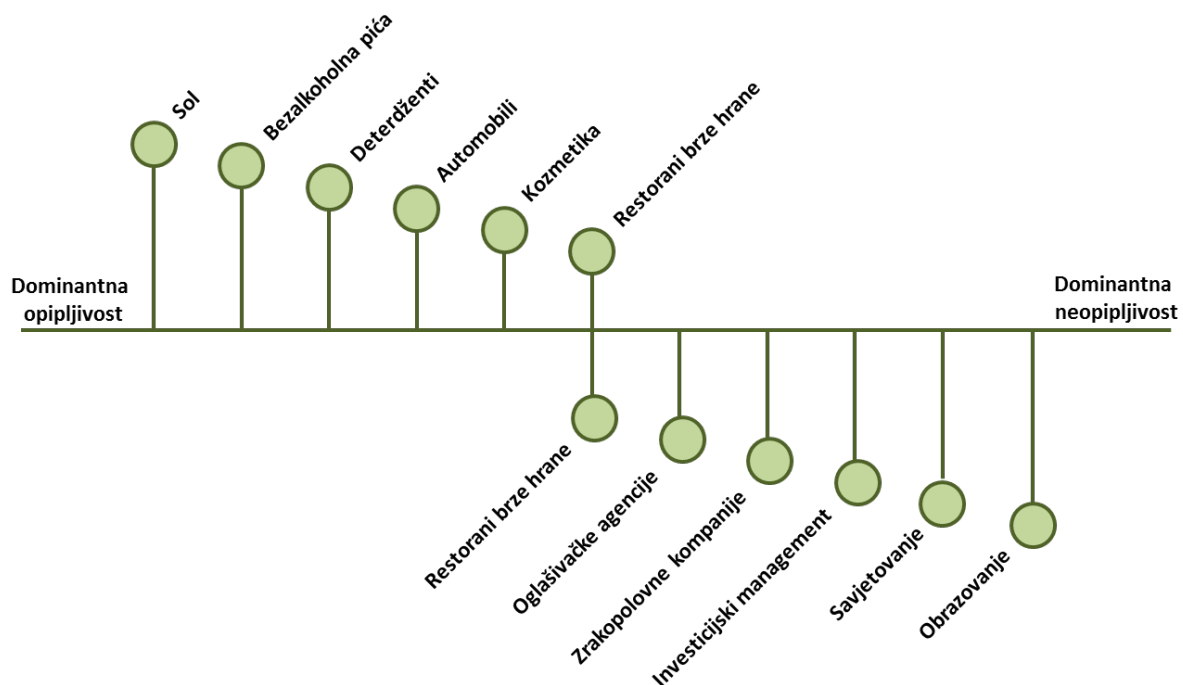 Sol
Bezalkoholna pića
Deterdženti
Automobili
Kozmetika
Restorani brze hrane
Dominantna
opipljivost
Dominantna
neopipljivost
Restorani brze hrane
Oglašivačke agencije
Zrakopolovne kompanije
Investicijski management
Savjetovanje
Obrazovanje